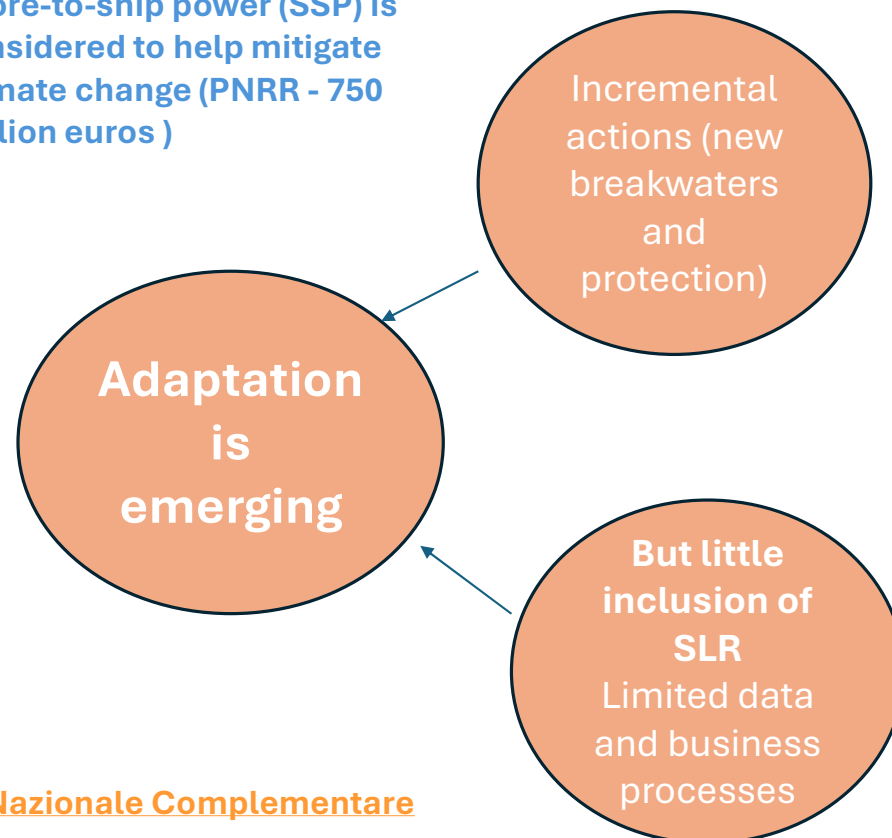 ore-to-ship power (SSP) is
nsidered to help mitigate
mate change (PNRR - 750
lion euros )
Incremental
actions (new
breakwaters
and
protection)
Adaptation
is
emerging
But little
inclusion of
SLR
Limited data
and business
processes
Nazionale Complementare